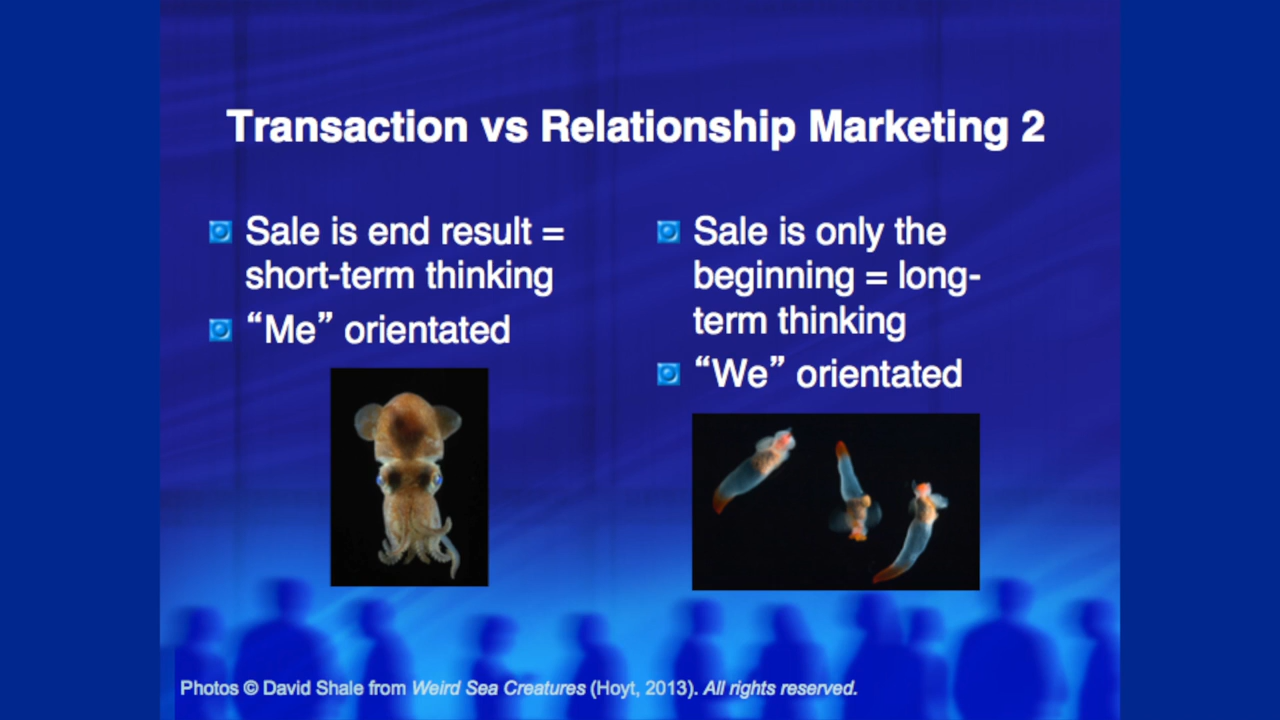 Transaction vs Relationship Marketing 2
Sale is end result =
short-term thinking
“Me” orientated
Sale is only the
beginning = long-
term thinking
“We” orientated
Photos © David Shale from Weird Sea Creatures (Hoyt, 2013). All rights reserved.